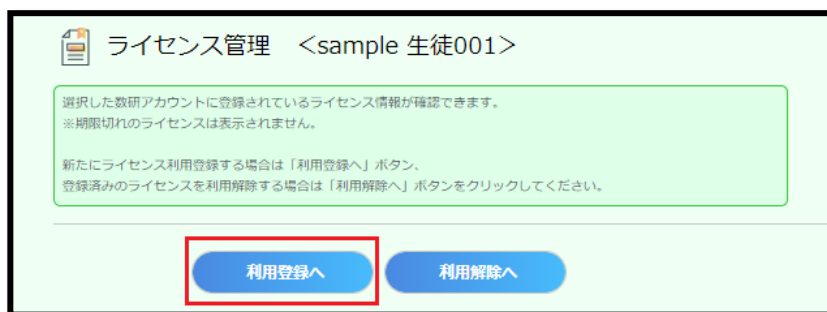 ライセンス管理　＜sample 生徒001＞
選択した数研アカウントに登録されているライセンス情報が確認できます。
※期限切れのライセンスは表示されません。
新たにライセンス利用登録する場合は「利用登録へ」ボタン、
登録済みのライセンスを利用解除する場合は「利用解除へ」ボタンをクリックしてください。
利用登録へ
利用解除へ